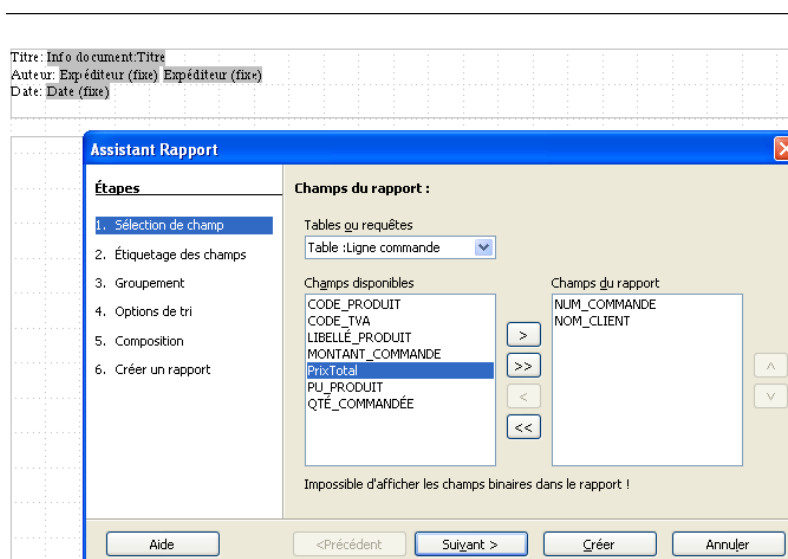 Titre: Info document:Titre
Auteur: Expéditeur (fixe) Expéditeur (fixe)
Date: Date (fixe)
Assistant Rapport
Étapes
1. Sélection de champ
2. Étiquetage des champs
3. Groupement
4. Options de tri
5. Composition
6. Créer un rapport
Champs du rapport :
Tables ou requêtes
Table :Ligne commande
Champs disponibles
CODE_PRODUIT
CODE_TVA
LIBELLÉ_PRODUIT
MONTANT_COMMANDE
PrixTotal
PU_PRODUIT
QTÉ_COMMANDÉE
>
>>
<
<<
Champs du rapport
NUM_COMMANDE
NOM_CLIENT
Impossible d'afficher les champs binaires dans le rapport !
Aide
<Précédent
Suivant >
Créer
Annuler